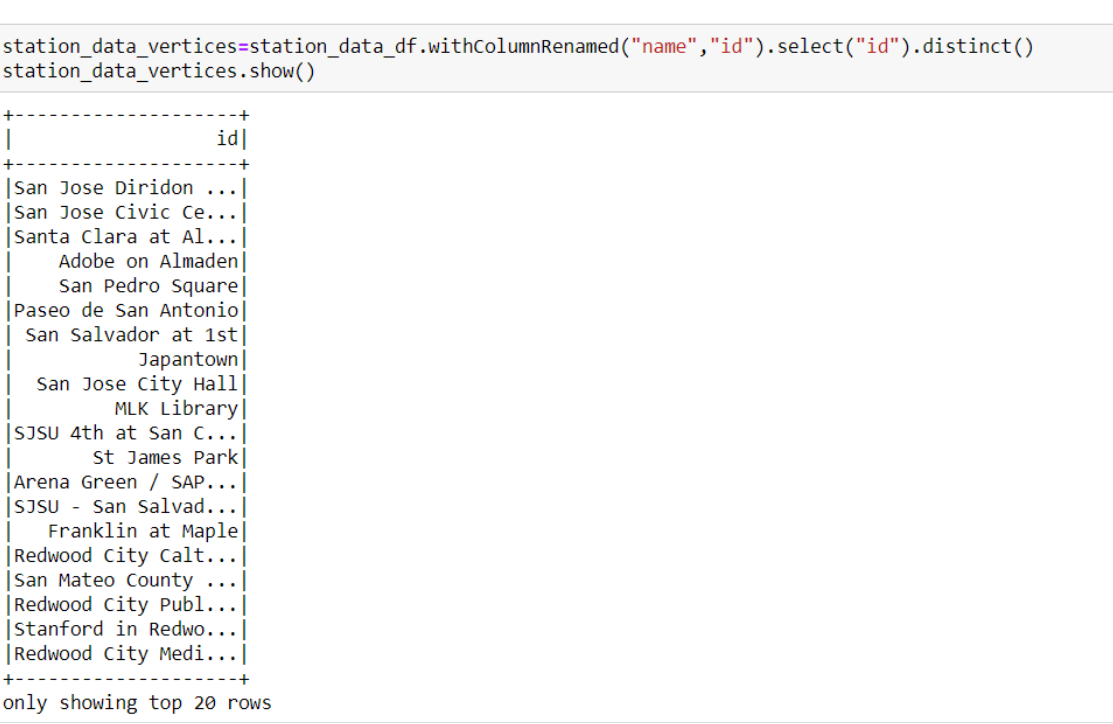 station_data_vertices=station_data_df.withColumnRenamed("name","id").select("id").distinct()
station_data_vertices.show()
+--------------------+
|                  id|
+--------------------+
|San Jose Diridon ...|
|San Jose Civic Ce...|
|Santa Clara at Al...|
|    Adobe on Almaden|
|    San Pedro Square|
|Paseo de San Antonio|
| San Salvador at 1st|
|           Japantown|
|  San Jose City Hall|
|         MLK Library|
|SJSU 4th at San C...|
|       St James Park|
|Arena Green / SAP...|
|SJSU - San Salvad...|
|   Franklin at Maple|
|Redwood City Calt...|
|San Mateo County ...|
|Redwood City Publ...|
|Stanford in Redwo...|
|Redwood City Medi...|
+--------------------+
only showing top 20 rows